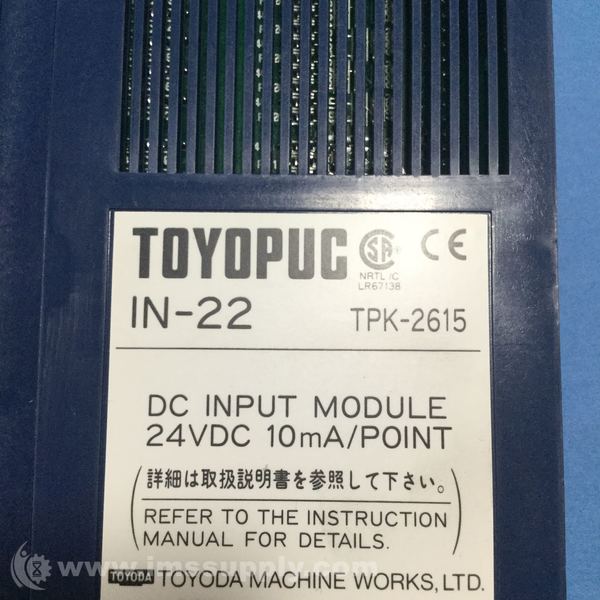 TOYOPUC
SA ® CE
NRTL/C
LR67138
IN-22 TPK-2615
DC INPUT MODULE
24VDC 10mA/POINT
(詳細は取扱説明書を参照して下さい。
REFER TO THE INSTRUCTION
MANUAL FOR DETAILS.)
TOYODA TOYODA MACHINE WORKS, LTD.
www.imssupply.com